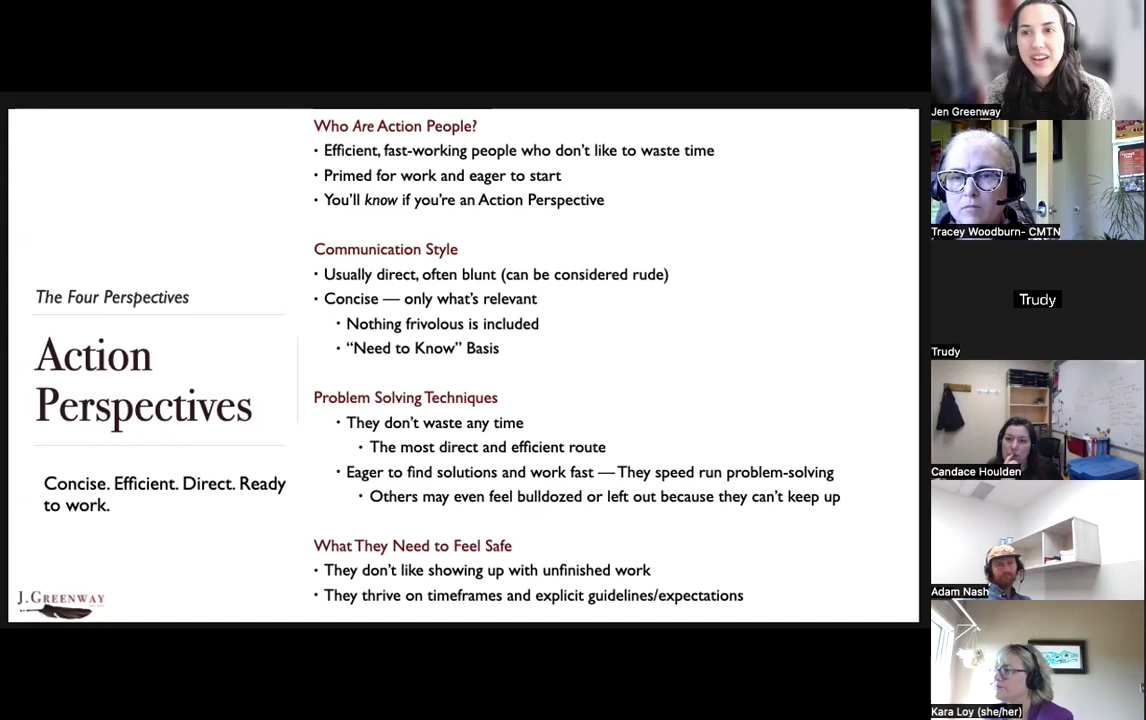 The Four Perspectives
Action
Perspectives
Concise. Efficient. Direct. Ready
to work.
J.GREENWAY
Who Are Action People?
• Efficient, fast-working people who don’t like to waste time
• Primed for work and eager to start
• You’ll know if you’re an Action Perspective
Communication Style
• Usually direct, often blunt (can be considered rude)
• Concise — only what’s relevant
• Nothing frivolous is included
• “Need to Know” Basis
Problem Solving Techniques
• They don’t waste any time
• The most direct and efficient route
• Eager to find solutions and work fast — They speed run problem-solving
• Others may even feel bulldozed or left out because they can’t keep up
What They Need to Feel Safe
• They don’t like showing up with unfinished work
• They thrive on timeframes and explicit guidelines/expectations
Jen Greenway
Tracey Woodburn- CMTN
Trudy
Trudy
Candace Houlden
Adam Nash
Kara Loy (she/her)